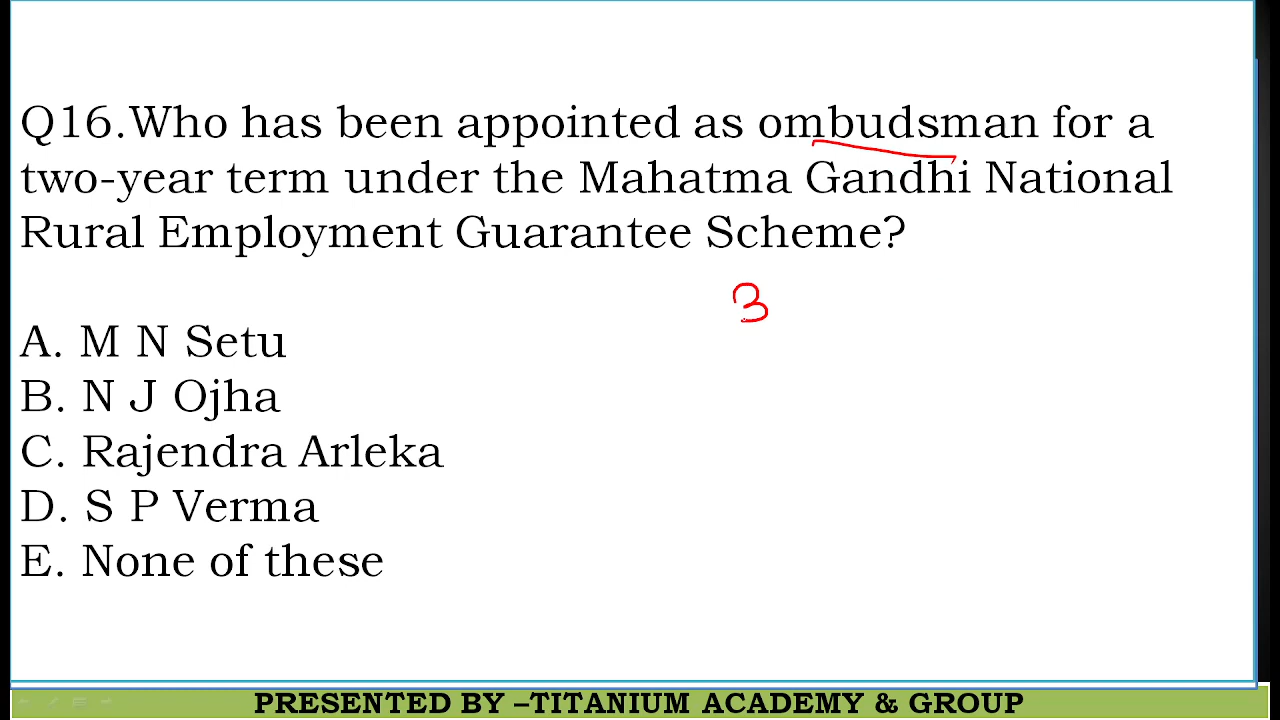 Q16.Who has been appointed as ombudsman for a
two-year term under the Mahatma Gandhi National
Rural Employment Guarantee Scheme?
3
A. M N Setu
B. N J Ojha
C. Rajendra Arleka
D. S P Verma
E. None of these
PRESENTED BY –TITANIUM ACADEMY & GROUP